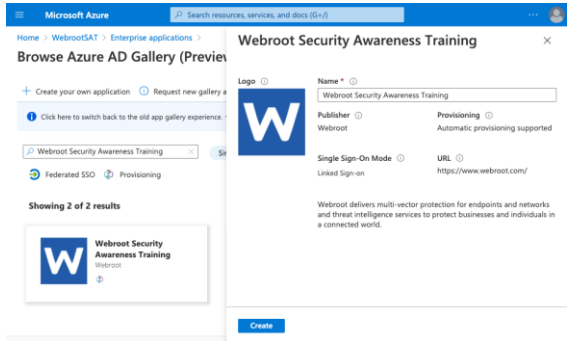 Microsoft Azure
Search resources, services, and docs (G+/)
Home > WebrootSAT > Enterprise applications >
Browse Azure AD Gallery (Preview
Create your own application
Request new gallery a
Click here to switch back to the old app gallery experience.
Webroot Security Awareness Training
Federated SSO
Provisioning
Showing 2 of 2 results
W
Webroot Security
Awareness Training
Webroot
Webroot Security Awareness Training
Logo
W
Name *
Webroot Security Awareness Training
Publisher
Webroot
Provisioning
Automatic provisioning supported
Single Sign-On Mode
Linked Sign-on
URL
https://www.webroot.com/
Webroot delivers multi-vector protection for endpoints and networks
and threat intelligence services to protect businesses and individuals in
a connected world.
Create